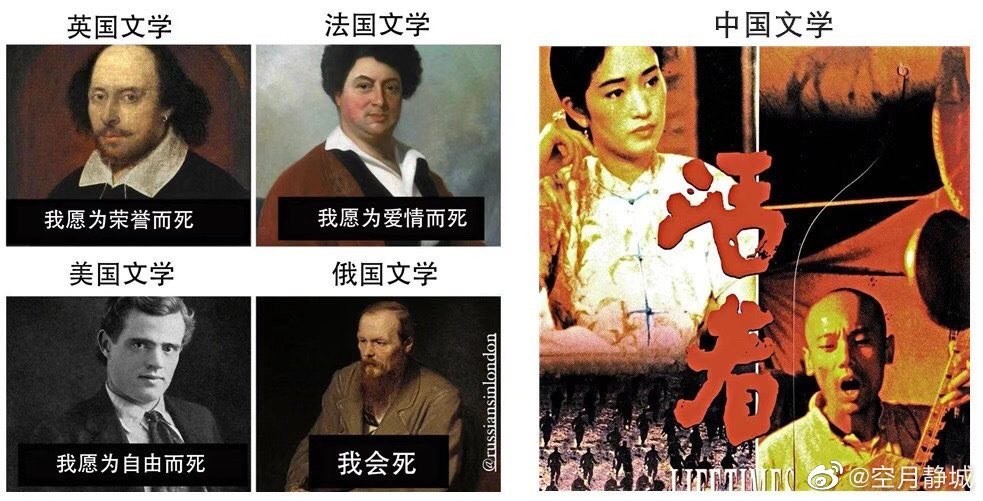 英国文学
我愿为荣誉而死
法国文学
我愿为爱情而死
美国文学
我愿为自由而死
俄国文学
我会死
@russiansinlondon
中国文学
活着
LIFETIMES
@空月静城